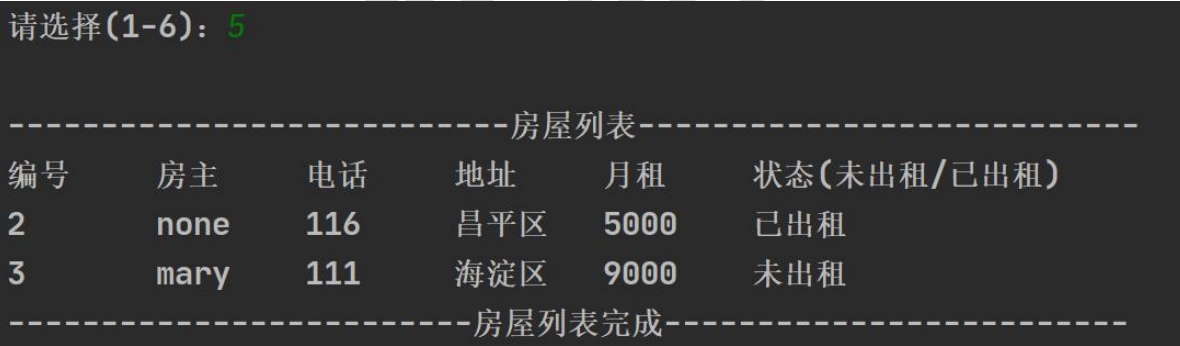 请选择(1-6): 5
---------------------------房屋列表---------------------------
编号 房主 电话 地址 月租 状态(未出租/已出租)
2 none 116 昌平区 5000 已出租
3 mary 111 海淀区 9000 未出租
-------------------------房屋列表完成-------------------------